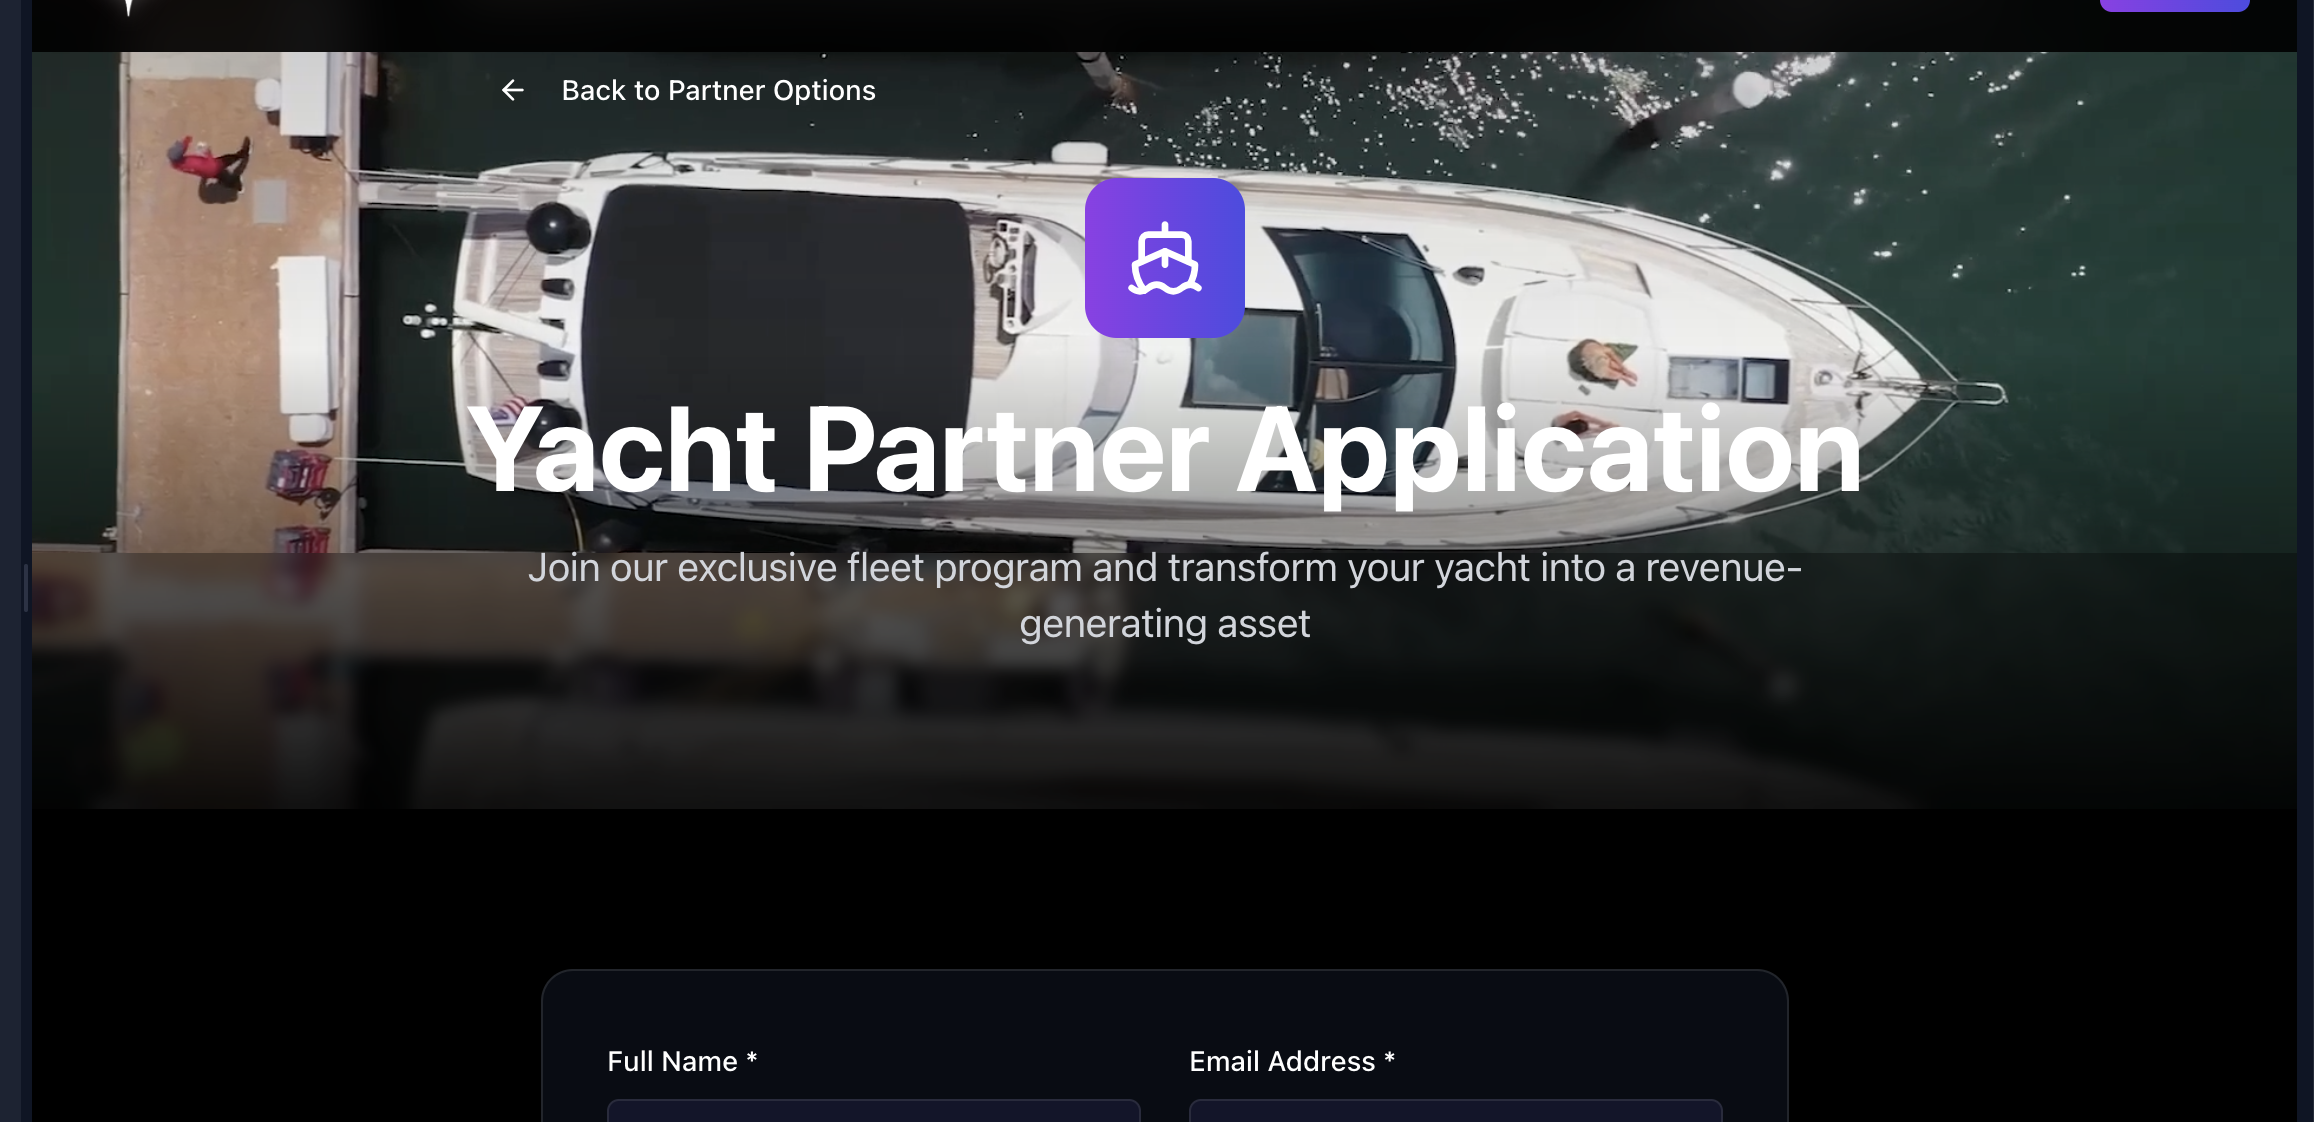 Back to Partner Options
Yacht Partner Application
Join our exclusive fleet program and transform your yacht into a revenue-
generating asset
Full Name *
Email Address *